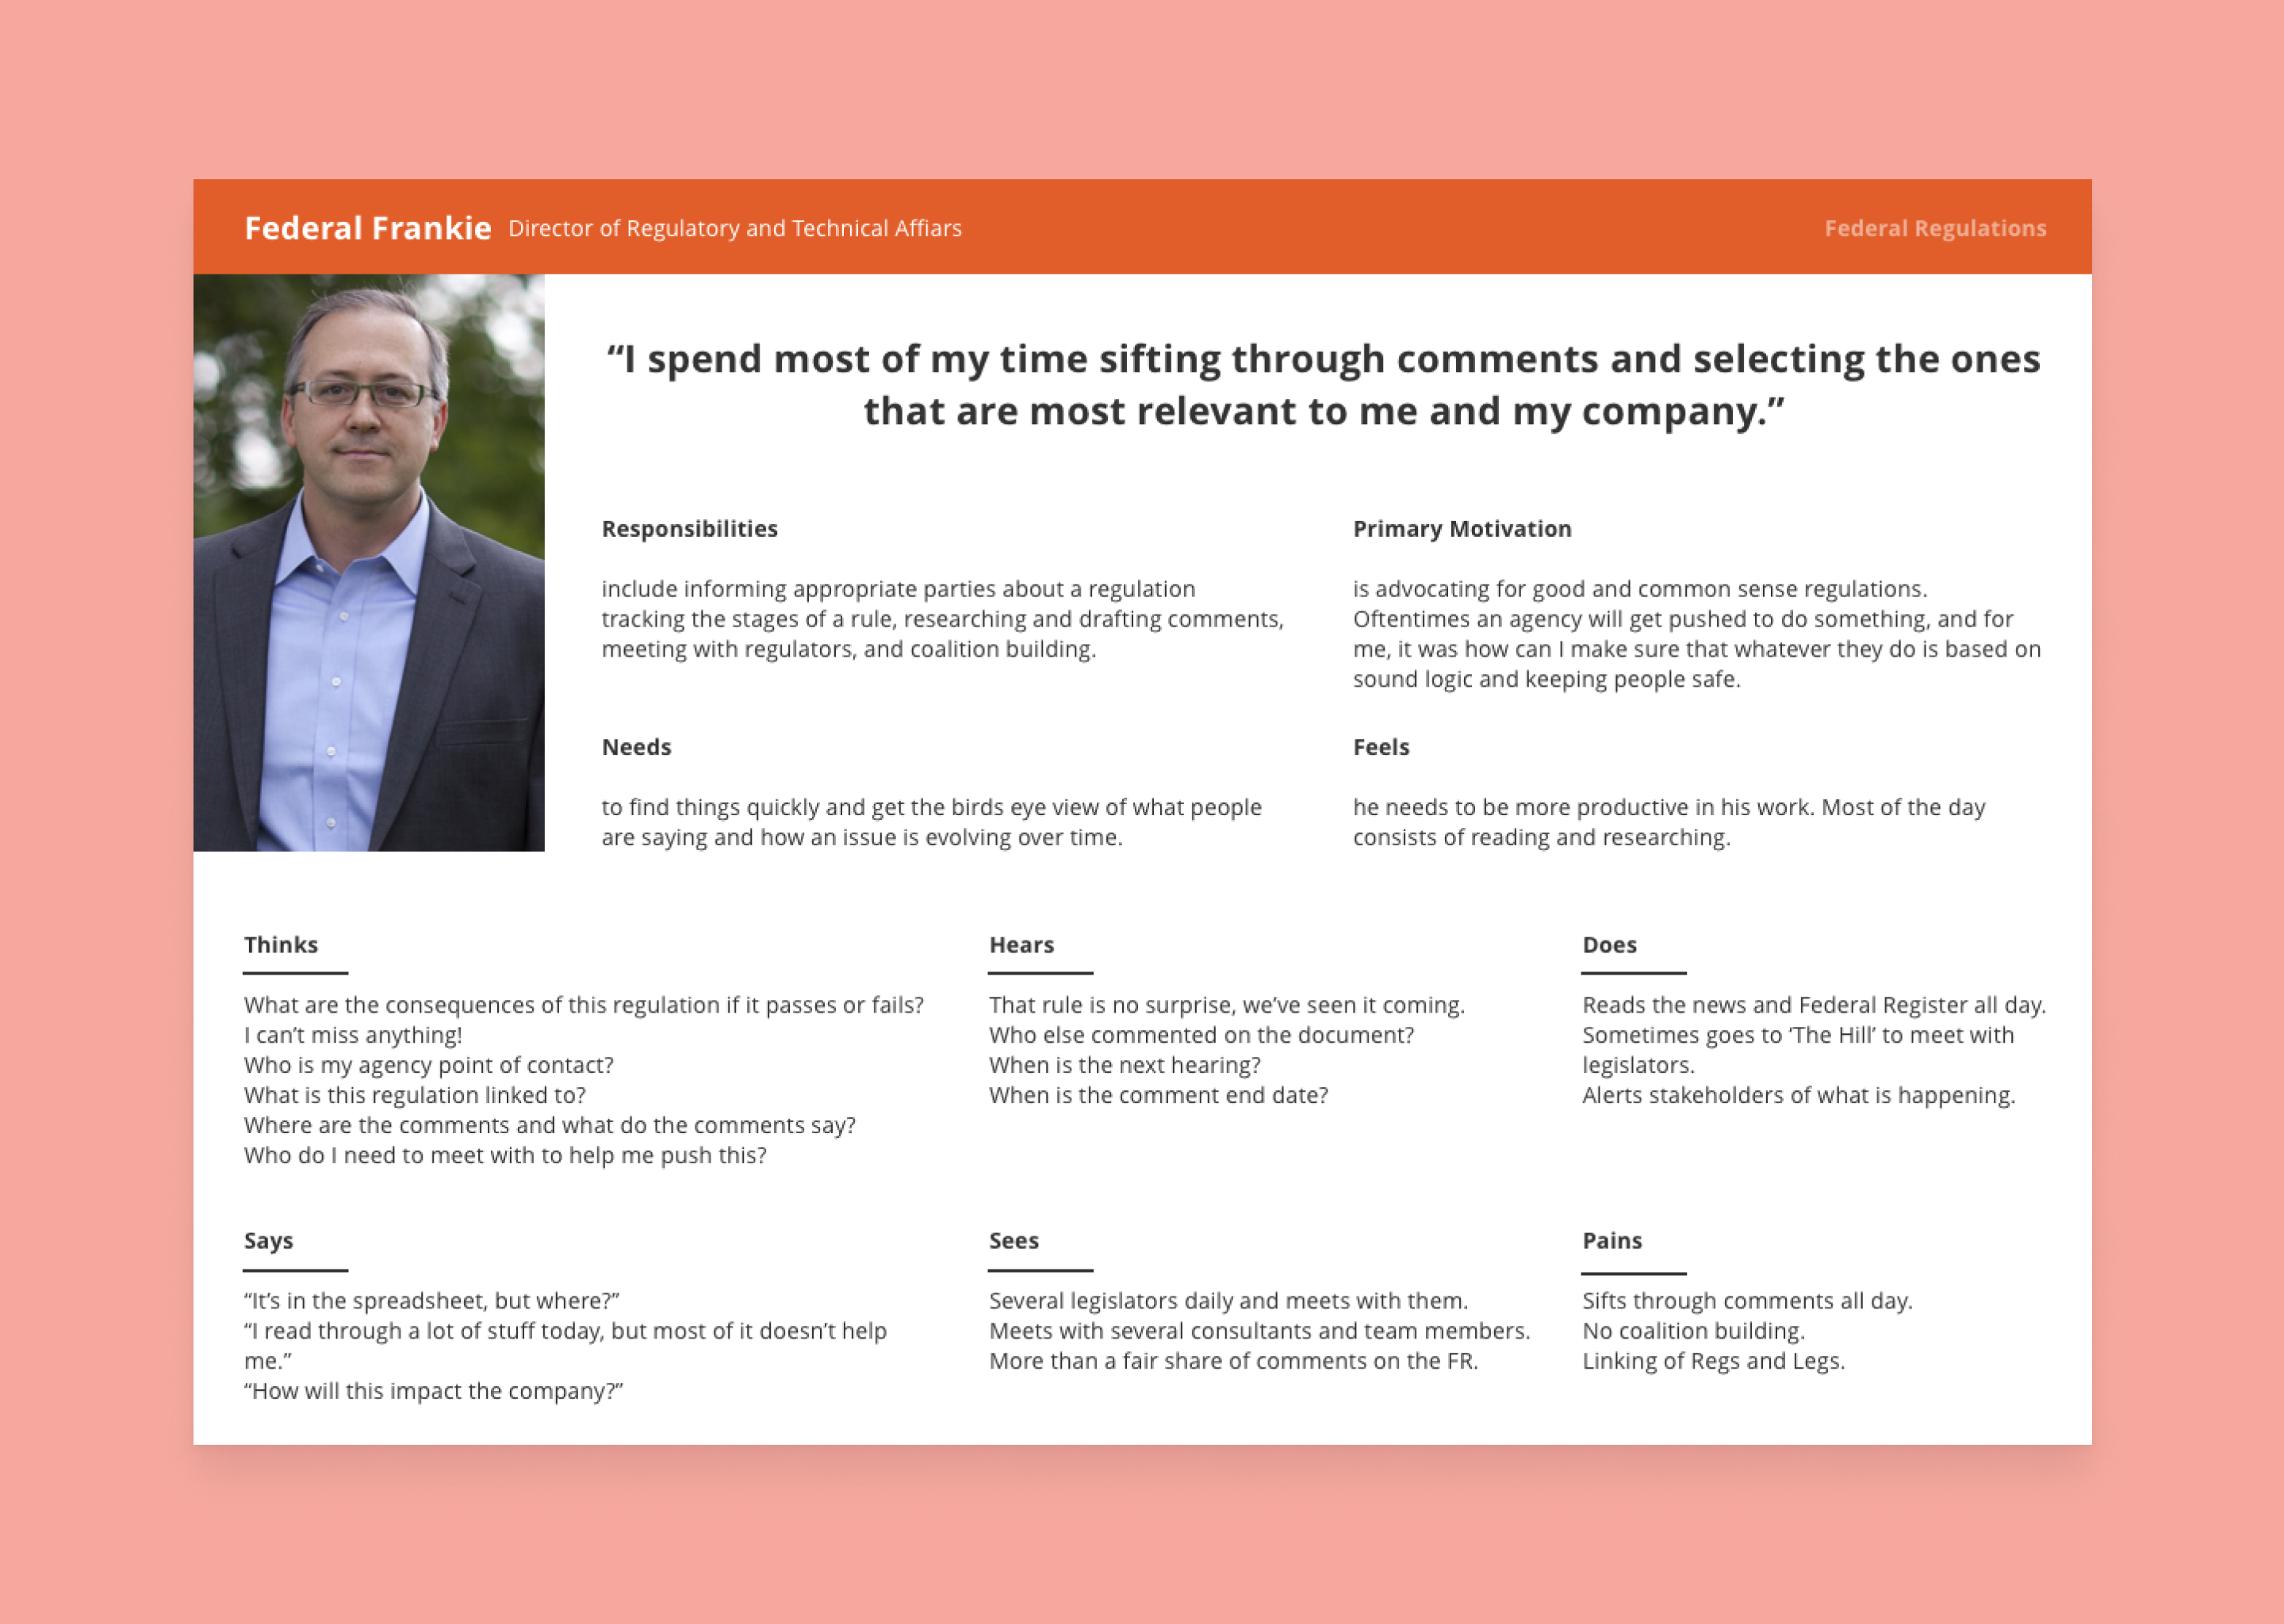 Federal Frankie Director of Regulatory and Technical Affiars
Federal Regulations
“I spend most of my time sifting through comments and selecting the ones
that are most relevant to me and my company.”
Responsibilities
include informing appropriate parties about a regulation
tracking the stages of a rule, researching and drafting comments,
meeting with regulators, and coalition building.
Primary Motivation
is advocating for good and common sense regulations.
Oftentimes an agency will get pushed to do something, and for
me, it was how can I make sure that whatever they do is based on
sound logic and keeping people safe.
Needs
to find things quickly and get the birds eye view of what people
are saying and how an issue is evolving over time.
Feels
he needs to be more productive in his work. Most of the day
consists of reading and researching.
Thinks
What are the consequences of this regulation if it passes or fails?
I can’t miss anything!
Who is my agency point of contact?
What is this regulation linked to?
Where are the comments and what do the comments say?
Who do I need to meet with to help me push this?
Hears
That rule is no surprise, we’ve seen it coming.
Who else commented on the document?
When is the next hearing?
When is the comment end date?
Does
Reads the news and Federal Register all day.
Sometimes goes to ‘The Hill’ to meet with
legislators.
Alerts stakeholders of what is happening.
Says
“It’s in the spreadsheet, but where?”
“I read through a lot of stuff today, but most of it doesn’t help
me.”
“How will this impact the company?”
Sees
Several legislators daily and meets with them.
Meets with several consultants and team members.
More than a fair share of comments on the FR.
Pains
Sifts through comments all day.
No coalition building.
Linking of Regs and Legs.